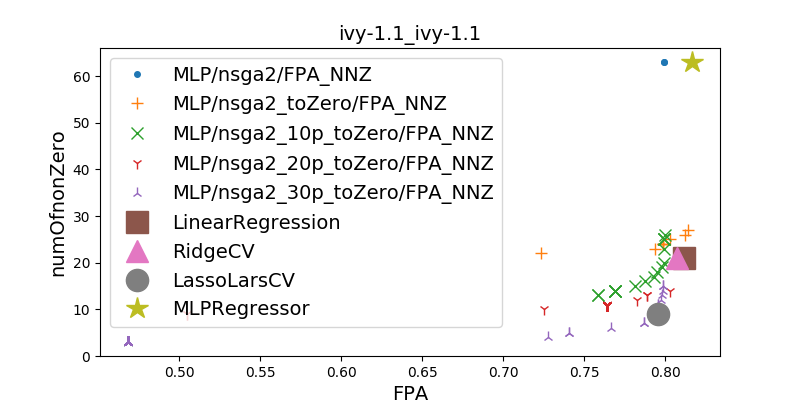 ivy-1.1_ivy-1.1
numOfnonZero
60
50
40
30
20
10
0
MLP/nsga2/FPA_NNZ
MLP/nsga2_toZero/FPA_NNZ
MLP/nsga2_10p_toZero/FPA_NNZ
MLP/nsga2_20p_toZero/FPA_NNZ
MLP/nsga2_30p_toZero/FPA_NNZ
LinearRegression
RidgeCV
LassoLarsCV
MLPRegressor
0.50 0.55 0.60 0.65 0.70 0.75 0.80
FPA